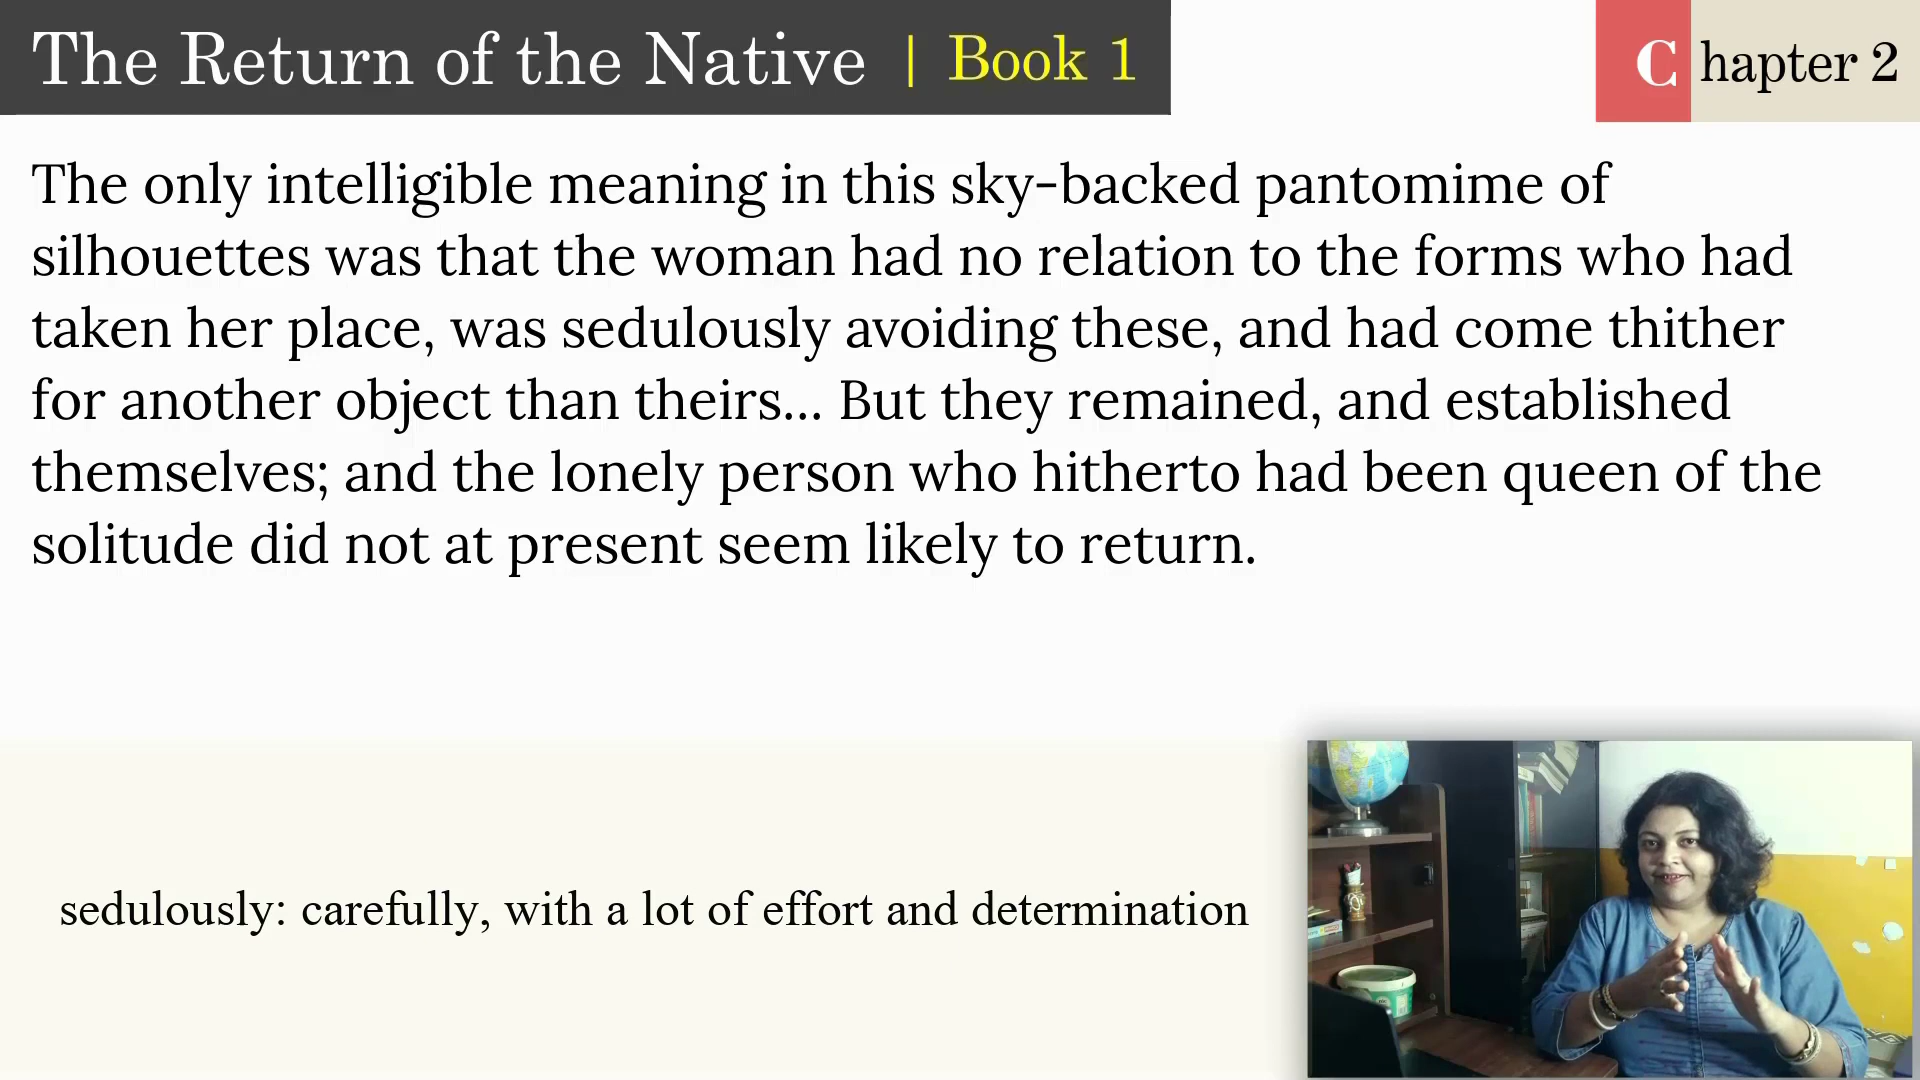 The Return of the Native | Book 1
Chapter 2
The only intelligible meaning in this sky-backed pantomime of
silhouettes was that the woman had no relation to the forms who had
taken her place, was sedulously avoiding these, and had come thither
for another object than theirs... But they remained, and established
themselves; and the lonely person who hitherto had been queen of the
solitude did not at present seem likely to return.
sedulously: carefully, with a lot of effort and determination